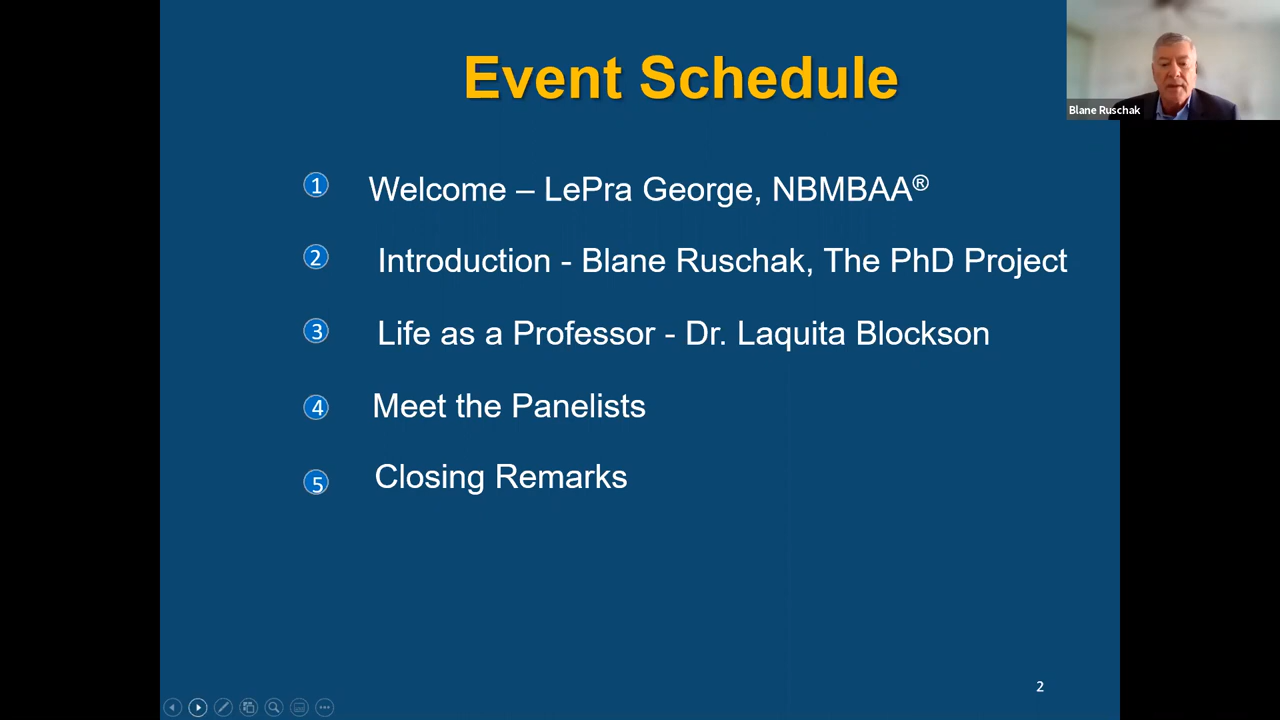 Event Schedule
Blane Ruschak
1 Welcome – LePra George, NBMBAA®
2 Introduction - Blane Ruschak, The PhD Project
3 Life as a Professor - Dr. Laquita Blockson
4 Meet the Panelists
5 Closing Remarks
2